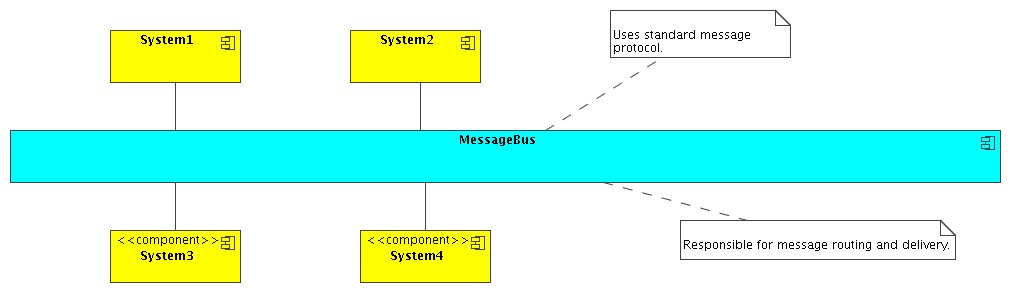 System1
System2
Uses standard message
protocol.
MessageBus
<<component>>
System3
<<component>>
System4
Responsible for message routing and delivery.